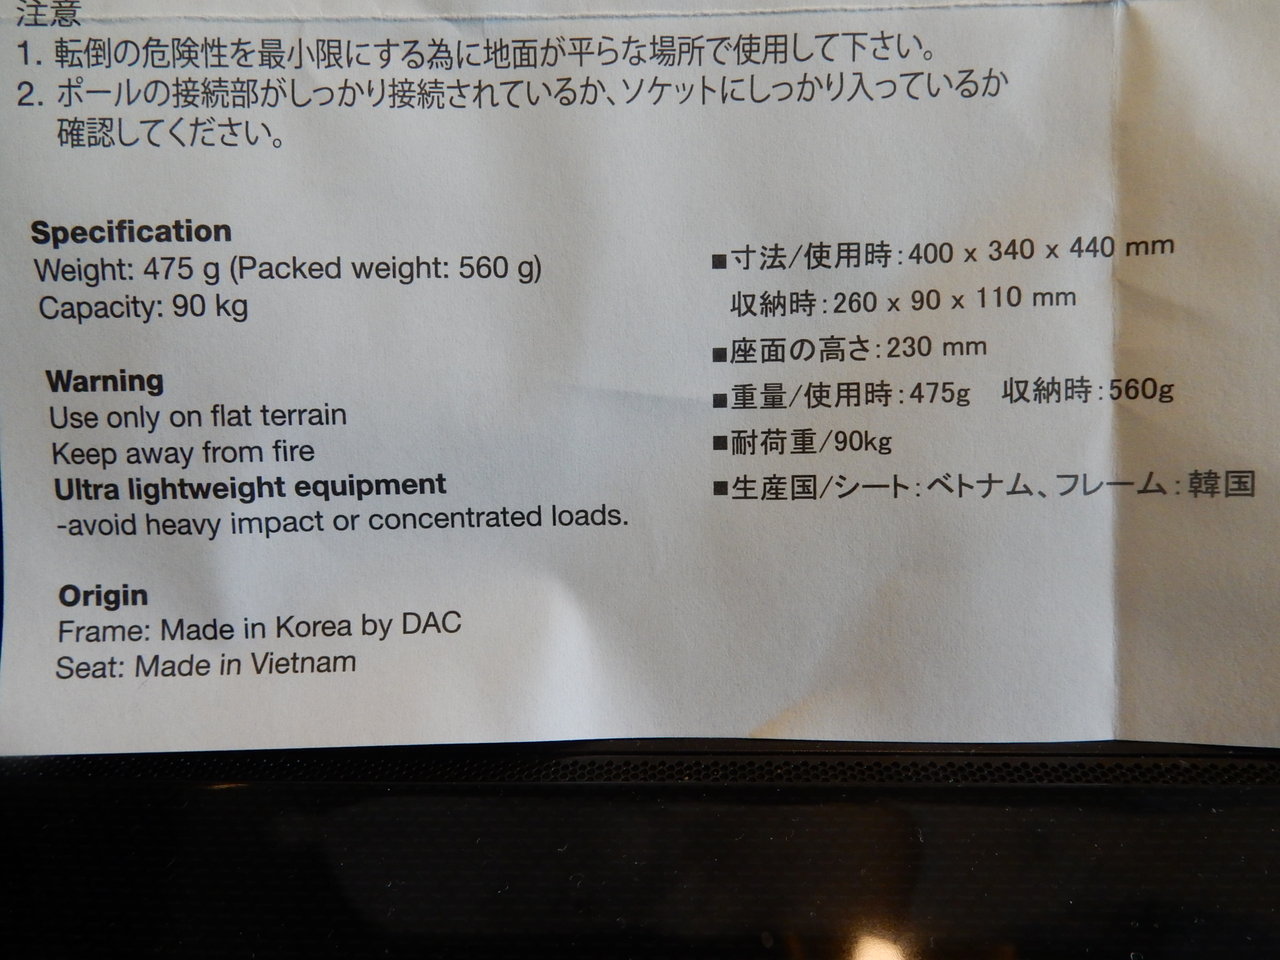 注意
1. 転倒の危険性を最小限にする為に地面が平らな場所で使用して下さい。
2. ポールの接続部がしっかり接続されているか、ソケットにしっかり入っているか
確認してください。
Specification
Weight: 475 g (Packed weight: 560 g)
Capacity: 90 kg
Warning
Use only on flat terrain
Keep away from fire
Ultra lightweight equipment
-avoid heavy impact or concentrated loads.
Origin
Frame: Made in Korea by DAC
Seat: Made in Vietnam
■寸法/使用時:400 x 340 x 440 mm
収納時:260 x 90 x 110 mm
■座面の高さ:230 mm
■重量/使用時:475g 収納時:560g
■耐荷重/90kg
■生産国/シート:ベトナム、フレーム:韓国